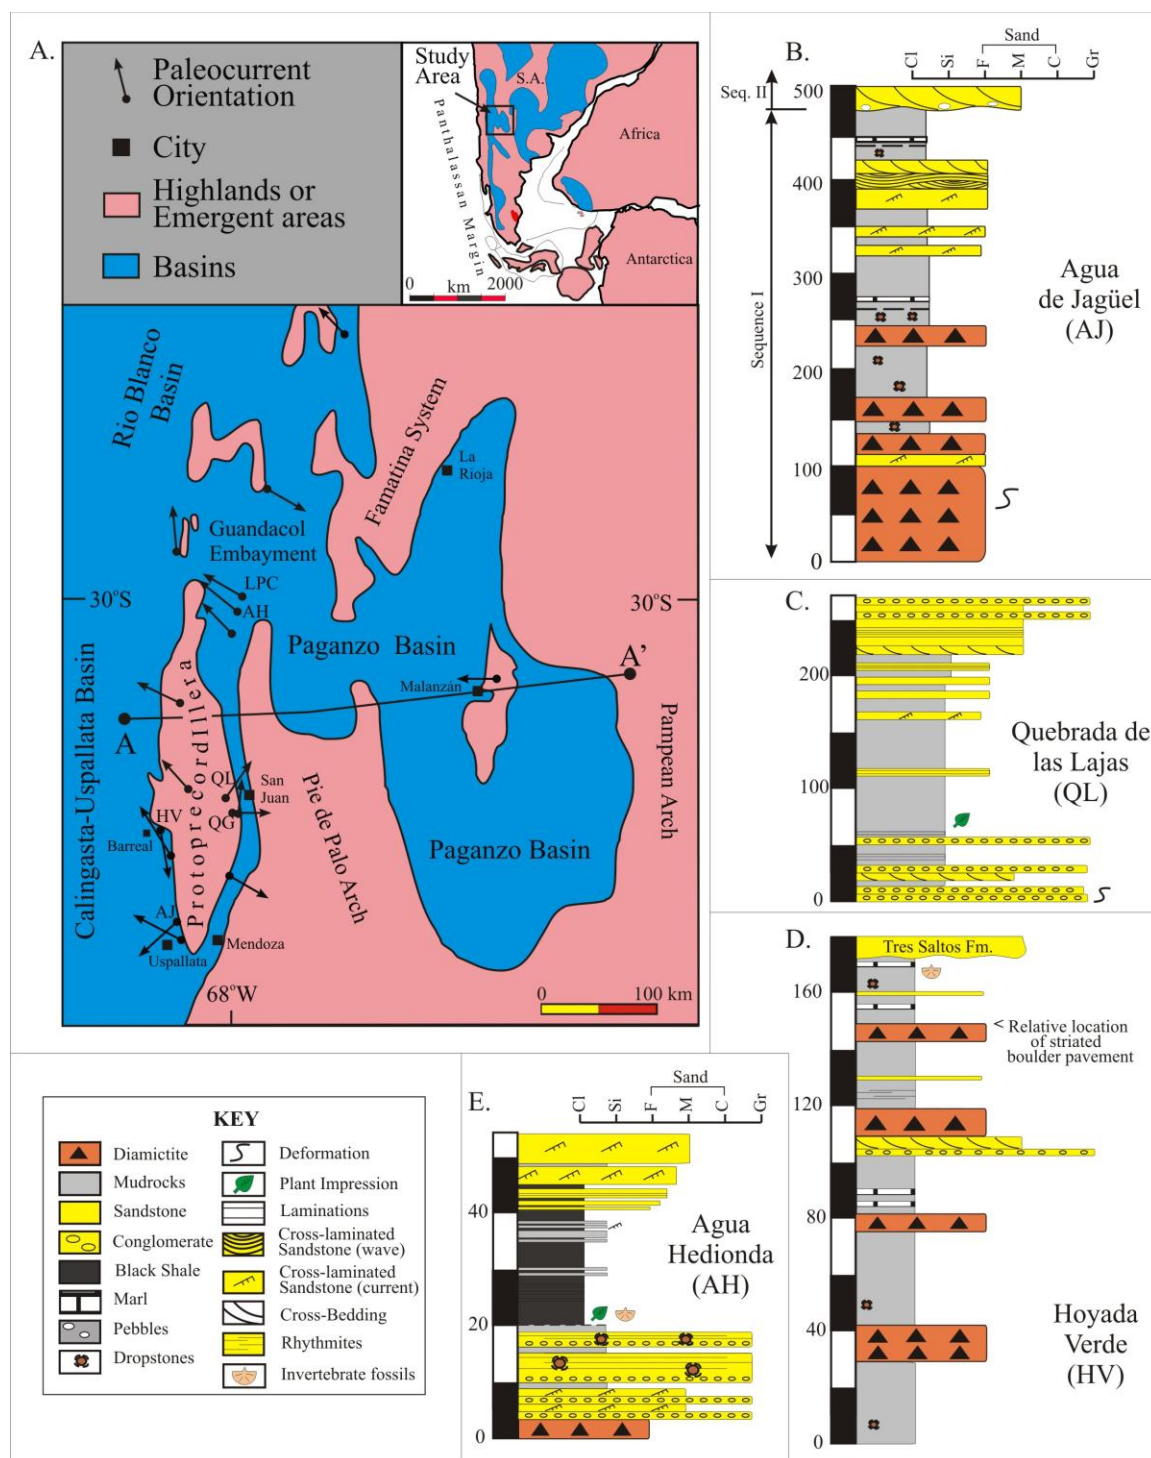 A.
Paleocurrent
Orientation
City
Highlands or
Emergent areas
Basins
Study
Area
S.A.
Africa
Antarctica
Panthalassan Margin
0 km 2000
Rio Blanco
Basin
Famatina System
La
Rioja
Guandacol
Embayment
LPC
30°S
AH
30°S
Paganzo Basin
A'
Malanzán
A
Calingasta-Uspallata Basin
Protoprecordillera
Pie de Palo Arch
Pampean Arch
QL
San
Juan
HV
QG
Barreal
Paganzo Basin
AJ
Uspallata
Mendoza
68°W
0 100 km
B.
Sand
Cl Si F M C Gr
Seq. II
Sequence I
500
400
300
200
100
0
Agua
de Jagüel
(AJ)
C.
200
100
0
Quebrada de
las Lajas
(QL)
D.
Tres Saltos Fm.
160
120
80
40
0
< Relative location
of striated
boulder pavement
Hoyada
Verde
(HV)
E.
Sand
Cl Si F M C Gr
40
20
0
Agua
Hedionda
(AH)
KEY
Diamictite
Mudrocks
Sandstone
Conglomerate
Black Shale
Marl
Pebbles
Dropstones
Deformation
Plant Impression
Laminations
Cross-laminated
Sandstone (wave)
Cross-laminated
Sandstone (current)
Cross-Bedding
Rhythmites
Invertebrate fossils